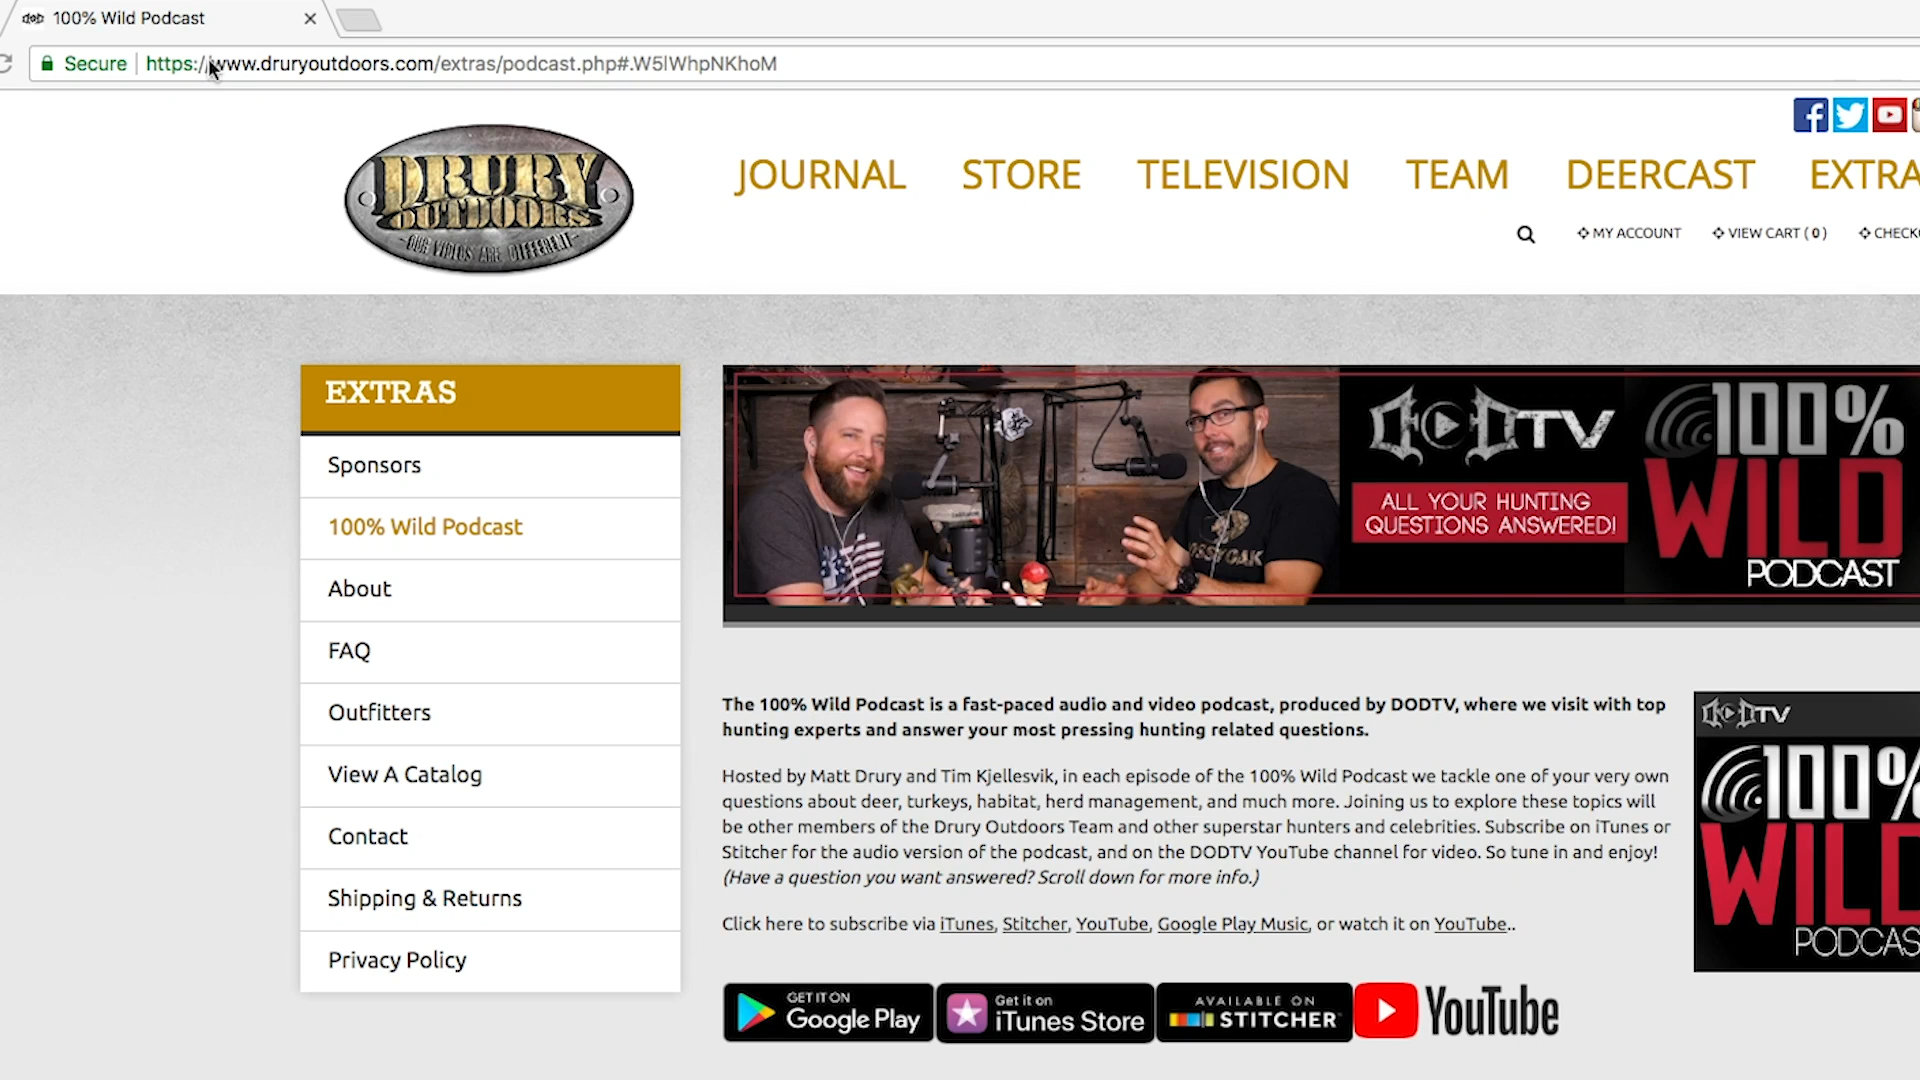 100% Wild Podcast
Secure https://www.druryoutdoors.com/extras/podcast.php#.W5lWhpNKhoM
DRURY
OUTDOORS
-OUR VIDEOS ARE DIFFERENT-
JOURNAL STORE TELEVISION TEAM DEERCAST EXTRA
MY ACCOUNT VIEW CART ( 0 ) CHECKO
EXTRAS
Sponsors
100% Wild Podcast
About
FAQ
Outfitters
View A Catalog
Contact
Shipping & Returns
Privacy Policy
DODTV
ALL YOUR HUNTING
QUESTIONS ANSWERED!
100%
WILD
PODCAST
OSSY OAK
The 100% Wild Podcast is a fast-paced audio and video podcast, produced by DODTV, where we visit with top
hunting experts and answer your most pressing hunting related questions.
Hosted by Matt Drury and Tim Kjellesvik, in each episode of the 100% Wild Podcast we tackle one of your very own
questions about deer, turkeys, habitat, herd management, and much more. Joining us to explore these topics will
be other members of the Drury Outdoors Team and other superstar hunters and celebrities. Subscribe on iTunes or
Stitcher for the audio version of the podcast, and on the DODTV YouTube channel for video. So tune in and enjoy!
(Have a question you want answered? Scroll down for more info.)
Click here to subscribe via iTunes, Stitcher, YouTube, Google Play Music, or watch it on YouTube..
DODTV
100%
WILD
PODCAS
GET IT ON
Google Play
Get it on
iTunes Store
AVAILABLE ON
STITCHER
YouTube